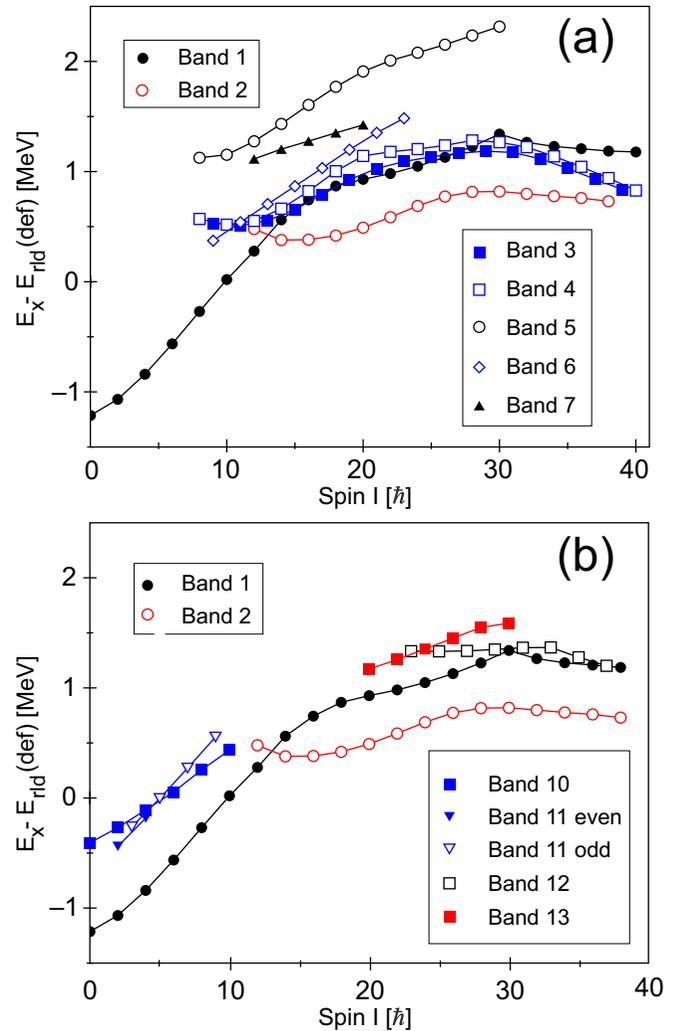 (a)
Band 1
Band 2
2
1
0
−1
E_x- E_rld(def) [MeV]
Band 3
Band 4
Band 5
Band 6
Band 7
0 10 20 30 40
Spin I [ħ]
(b)
Band 1
Band 2
2
1
0
−1
E_x- E_rld(def) [MeV]
Band 10
Band 11 even
Band 11 odd
Band 12
Band 13
0 10 20 30 40
Spin I [ħ]